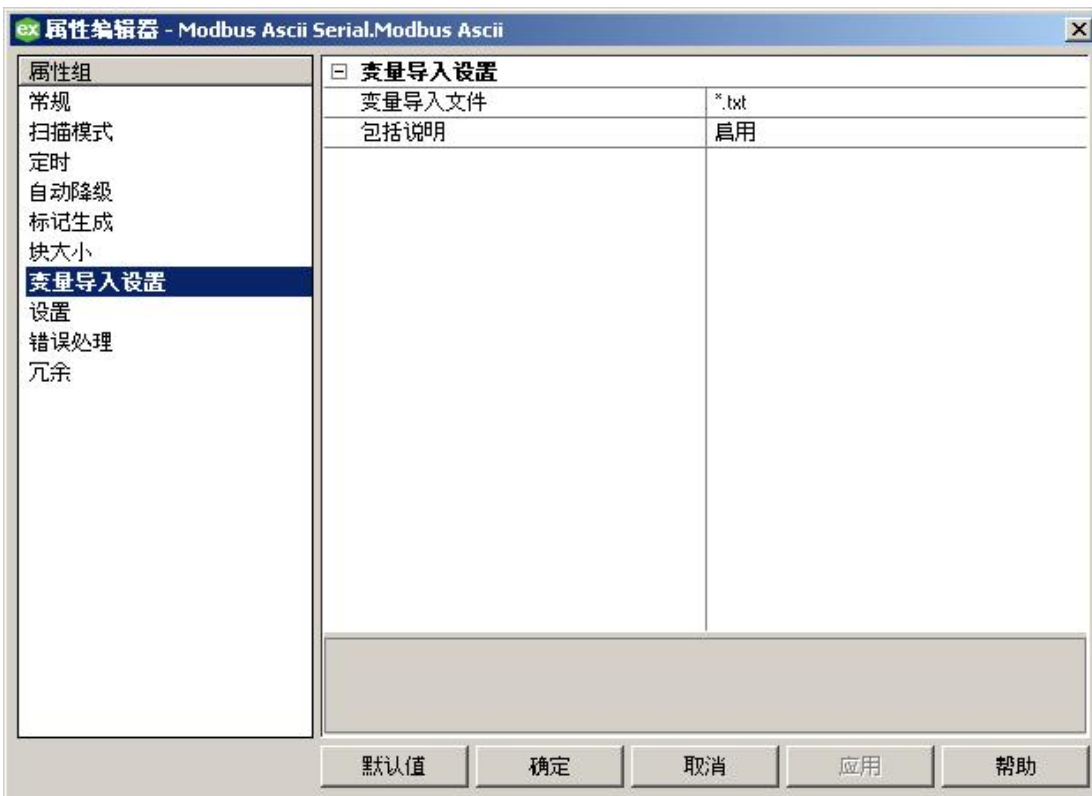 ex 属性编辑器 - Modbus Ascii Serial.Modbus Ascii
属性组
常规
扫描模式
定时
自动降级
标记生成
块大小
变量导入设置
设置
错误处理
冗余
变量导入设置
变量导入文件 *.txt
包括说明 启用
默认值 确定 取消 应用 帮助